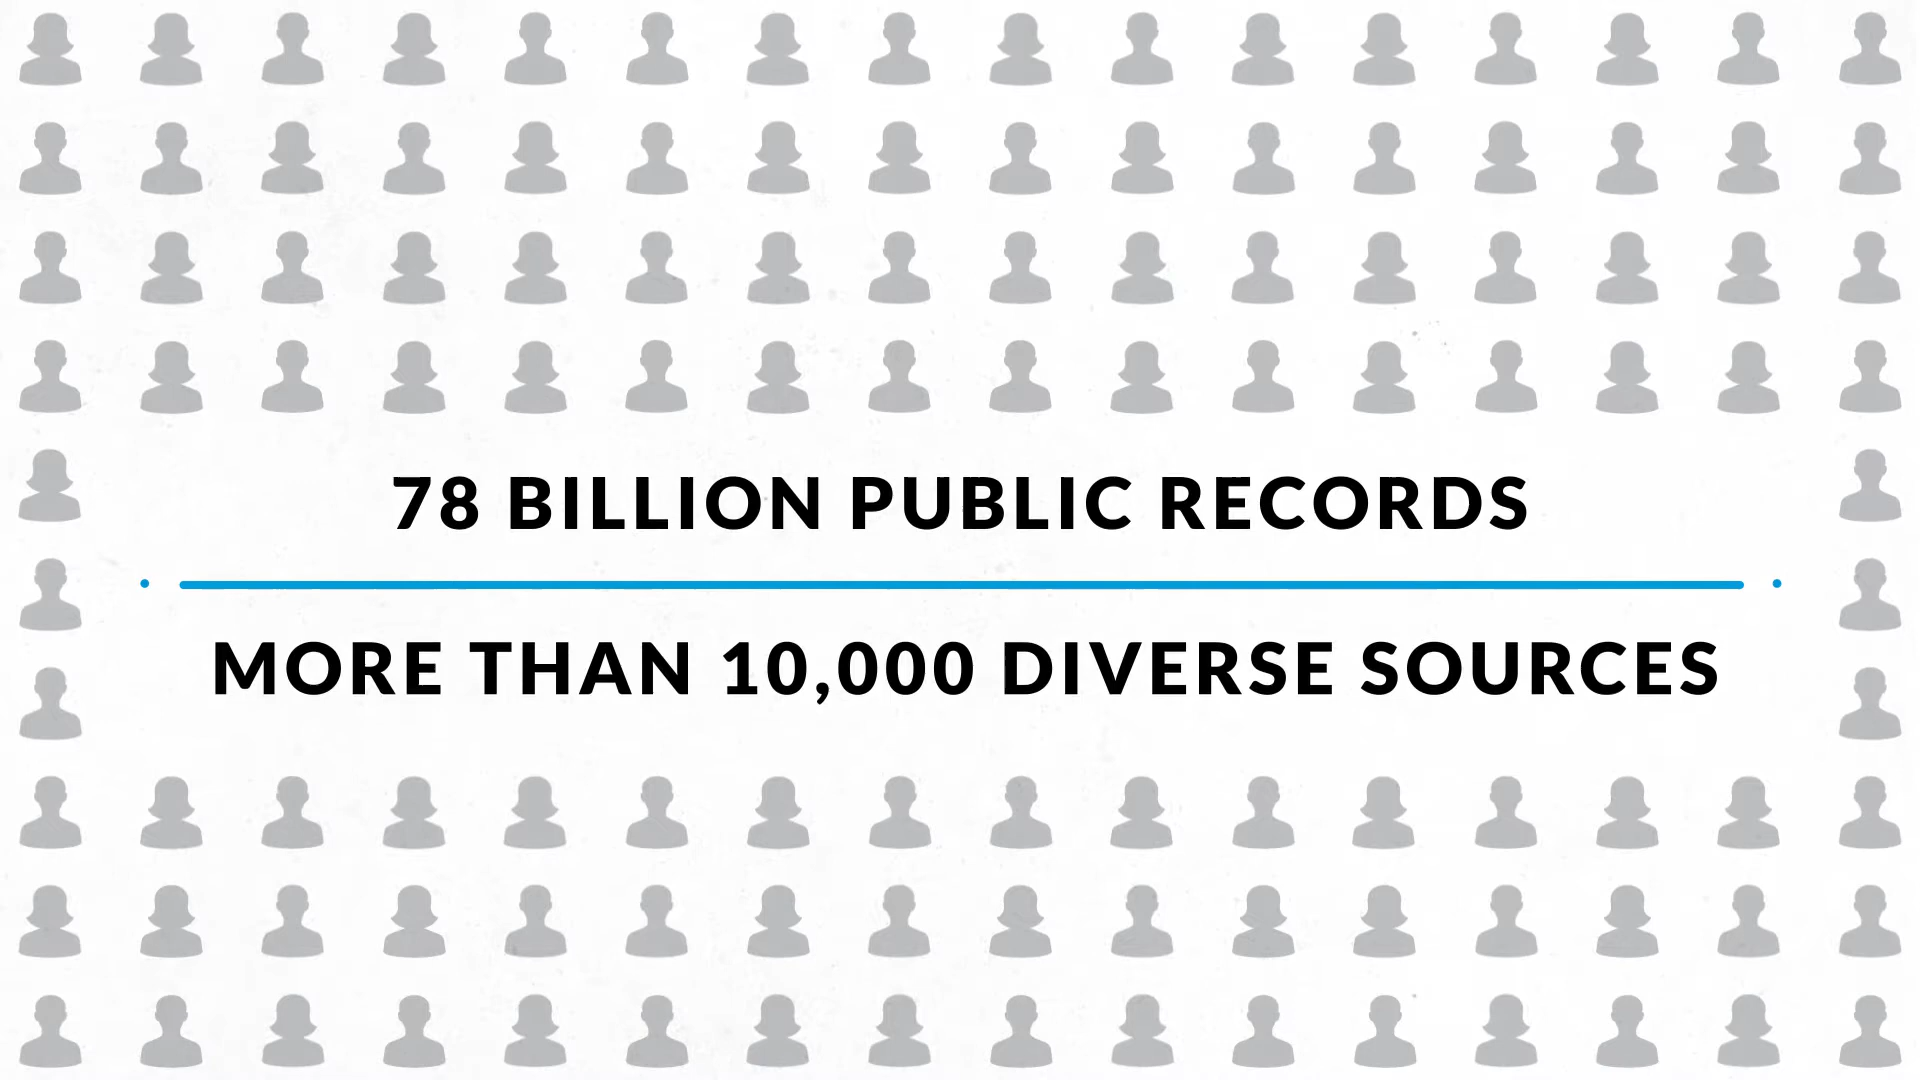 78 BILLION PUBLIC RECORDS
MORE THAN 10,000 DIVERSE SOURCES